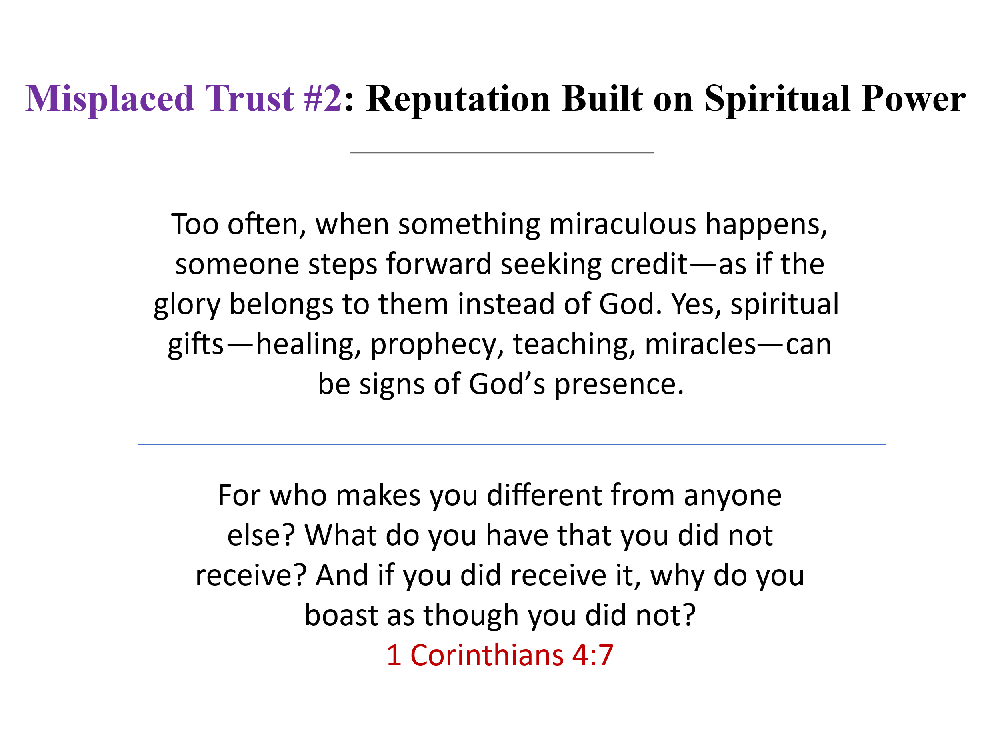 Misplaced Trust #2: Reputation Built on Spiritual Power
Too often, when something miraculous happens,
someone steps forward seeking credit—as if the
glory belongs to them instead of God. Yes, spiritual
gifts—healing, prophecy, teaching, miracles—can
be signs of God’s presence.
For who makes you different from anyone
else? What do you have that you did not
receive? And if you did receive it, why do you
boast as though you did not?
1 Corinthians 4:7